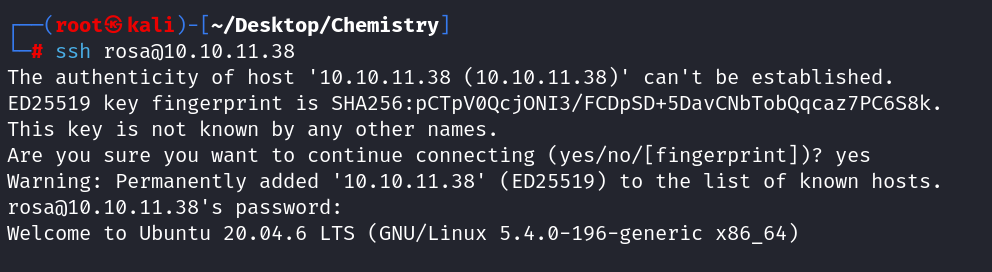 ┌──(root㉿kali)-[~/Desktop/Chemistry]
└─# ssh rosa@10.10.11.38
The authenticity of host '10.10.11.38 (10.10.11.38)' can't be established.
ED25519 key fingerprint is SHA256:pCTpV0QcjONI3/FCDpSD+5DavCNbTobQqcaz7PC6S8k.
This key is not known by any other names.
Are you sure you want to continue connecting (yes/no/[fingerprint])? yes
Warning: Permanently added '10.10.11.38' (ED25519) to the list of known hosts.
rosa@10.10.11.38's password:
Welcome to Ubuntu 20.04.6 LTS (GNU/Linux 5.4.0-196-generic x86_64)